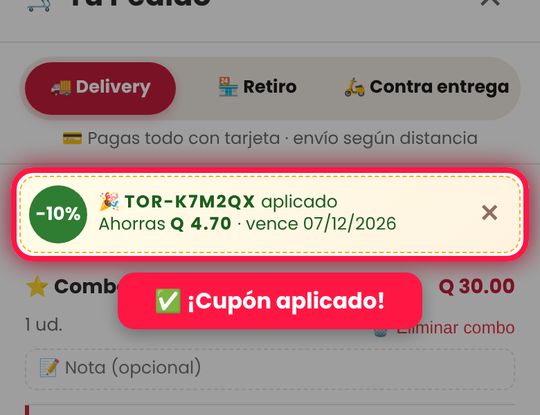 Tu Pedido
Delivery
Retiro
Contra entrega
Pagas todo con tarjeta · envío según distancia
-10%
TOR-K7M2QX aplicado
Ahorras Q 4.70 · vence 07/12/2026
Q 30.00
¡Cupón aplicado!
1 ud.
Eliminar combo
Nota (opcional)